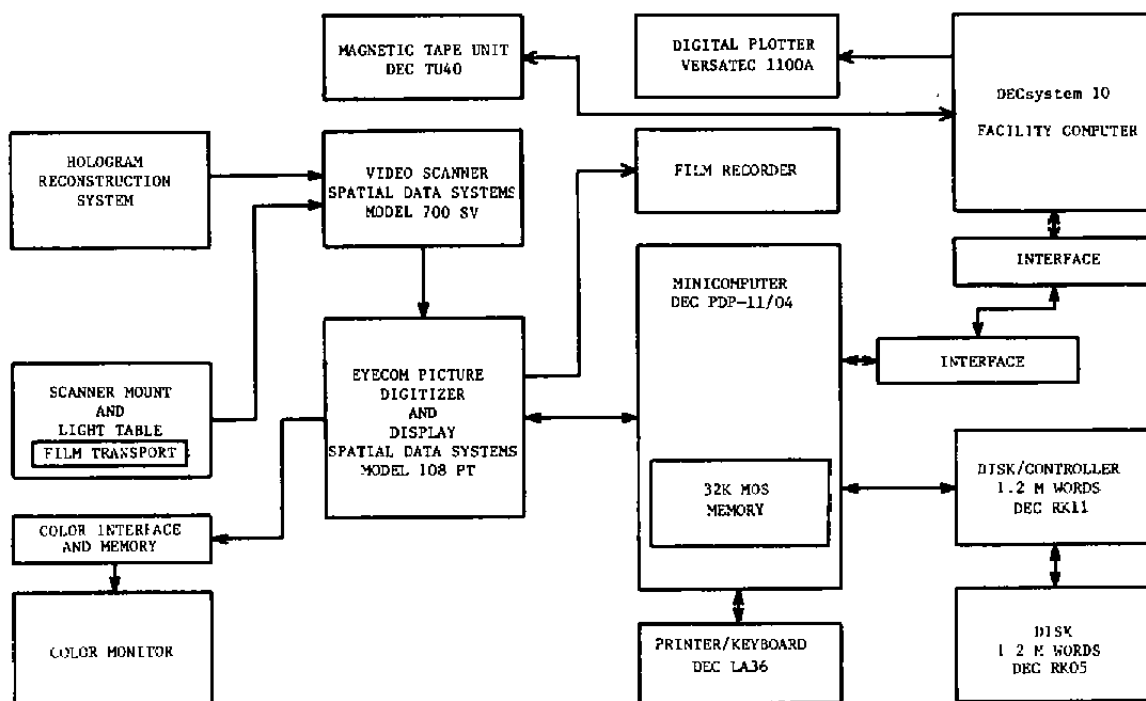 MAGNETIC TAPE UNIT
DEC TU40
DIGITAL PLOTTER
VERSATEC 1100A
DECsystem 10
FACILITY COMPUTER
HOLOGRAM
RECONSTRUCTION
SYSTEM
VIDEO SCANNER
SPATIAL DATA SYSTEMS
MODEL 700 SV
FILM RECORDER
INTERFACE
MINICOMPUTER
DEC PDP-11/04
INTERFACE
SCANNER MOUNT
AND
LIGHT TABLE
FILM TRANSPORT
EYECOM PICTURE
DIGITIZER
AND
DISPLAY
SPATIAL DATA SYSTEMS
MODEL 108 PT
32K MOS
MEMORY
DISK/CONTROLLER
1.2 M WORDS
DEC RK11
COLOR INTERFACE
AND MEMORY
COLOR MONITOR
PRINTER/KEYBOARD
DEC LA36
DISK
1 2 M WORDS
DEC RK05